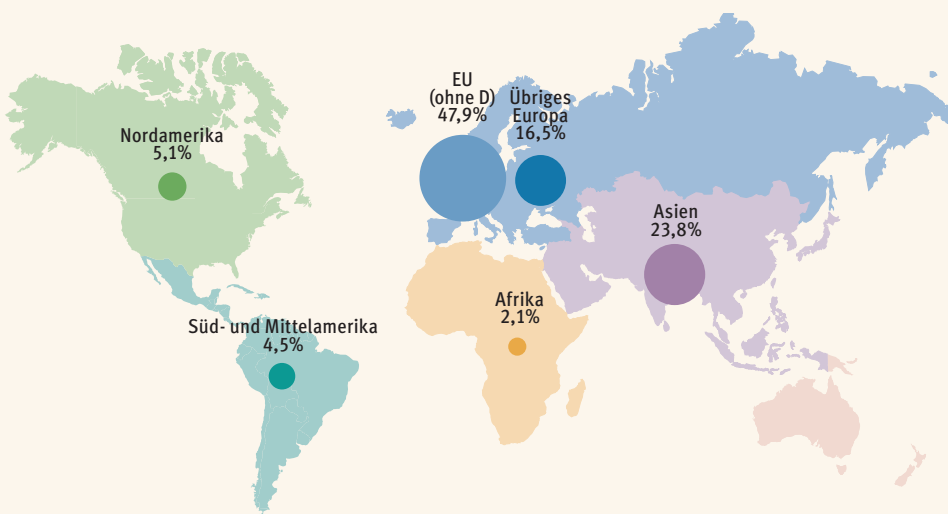 EU
(ohne D)
47,9%
Übriges
Europa
16,5%
Nordamerika
5,1%
Asien
23,8%
Afrika
2,1%
Süd- und Mittelamerika
4,5%